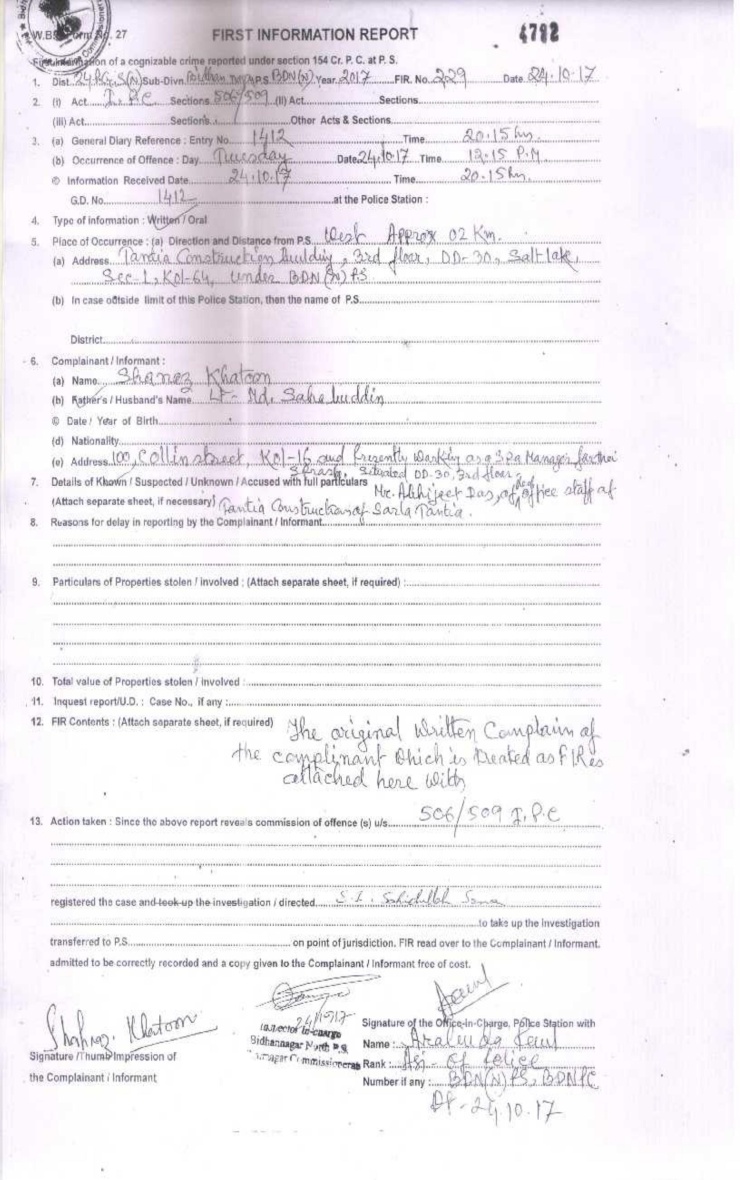 W.B. Form No. 27
FIRST INFORMATION REPORT
4792
First Information of a cognizable crime reported under section 154 Cr. P. C. at P. S.
1. Dist. 24 PGS (N) Sub-Divn. Bidhan nagar P.S. BDN(N) Year 2017 FIR. No. 229 Date 24.10.17
2. (i) Act I.P.C Sections 506/509 (II) Act Sections
(iii) Act Sections Other Acts & Sections
3. (a) General Diary Reference : Entry No. 1412 Time 20.15 hrs.
(b) Occurrence of Offence : Day Tuesday Date 24.10.17 Time 12.15 P.M
© Information Received Date 24.10.17 Time 20.15 hrs.
G.D. No. 1412 at the Police Station :
4. Type of information : Written / Oral
5. Place of Occurrence : (a) Direction and Distance from P.S. West Approx 02 Km.
(a) Address Tantia Construction building, 3rd floor, DD-30, Salt lake,
Sec-1, Kol-64, Under BDN (N) P.S
(b) In case outside limit of this Police Station, then the name of P.S.
District
6. Complainant / Informant :
(a) Name Shanaz Khatoon
(b) Father's / Husband's Name Lt- Md. Sahabuddin
© Date / Year of Birth
(d) Nationality
(e) Address 100, Collin street, Kol-16 and Presently Working as a Spa Manager
situated DD-30, 3rd floor,
7. Details of Khown / Suspected / Unknown / Accused with full particulars
Mr. Abhijeet Das, of office staff of
(Attach separate sheet, if necessary) Tantia Construction of Sarla Tantia.
8. Reasons for delay in reporting by the Complainant / Informant
9. Particulars of Properties stolen / involved : (Attach separate sheet, if required) :
10. Total value of Properties stolen / involved :
11. Inquest report/U.D. : Case No., if any :
12. FIR Contents : (Attach separate sheet, if required) The original Written Complain of
the complinant Which is treated as FIR is
attached here with
13. Action taken : Since the above report reveals commission of offence (s) u/s. 506/509 I.P.C
registered the case and took up the investigation / directed S.I.
to take up the investigation
transferred to P.S. on point of jurisdiction. FIR read over to the Complainant / Informant.
admitted to be correctly recorded and a copy given to the Complainant / Informant free of cost.
Shahnaz Khatoon
Signature / Thumb Impression of
the Complainant / Informant
24/10/17
Inspector In-charge
Bidhannagar North P.S.
Commissionerate
Signature of the Office-In-Charge, Police Station with
Name :
Rank : ASI - of Police
Number if any : BDN(N) PS, BDNPC
Dt - 24.10.17